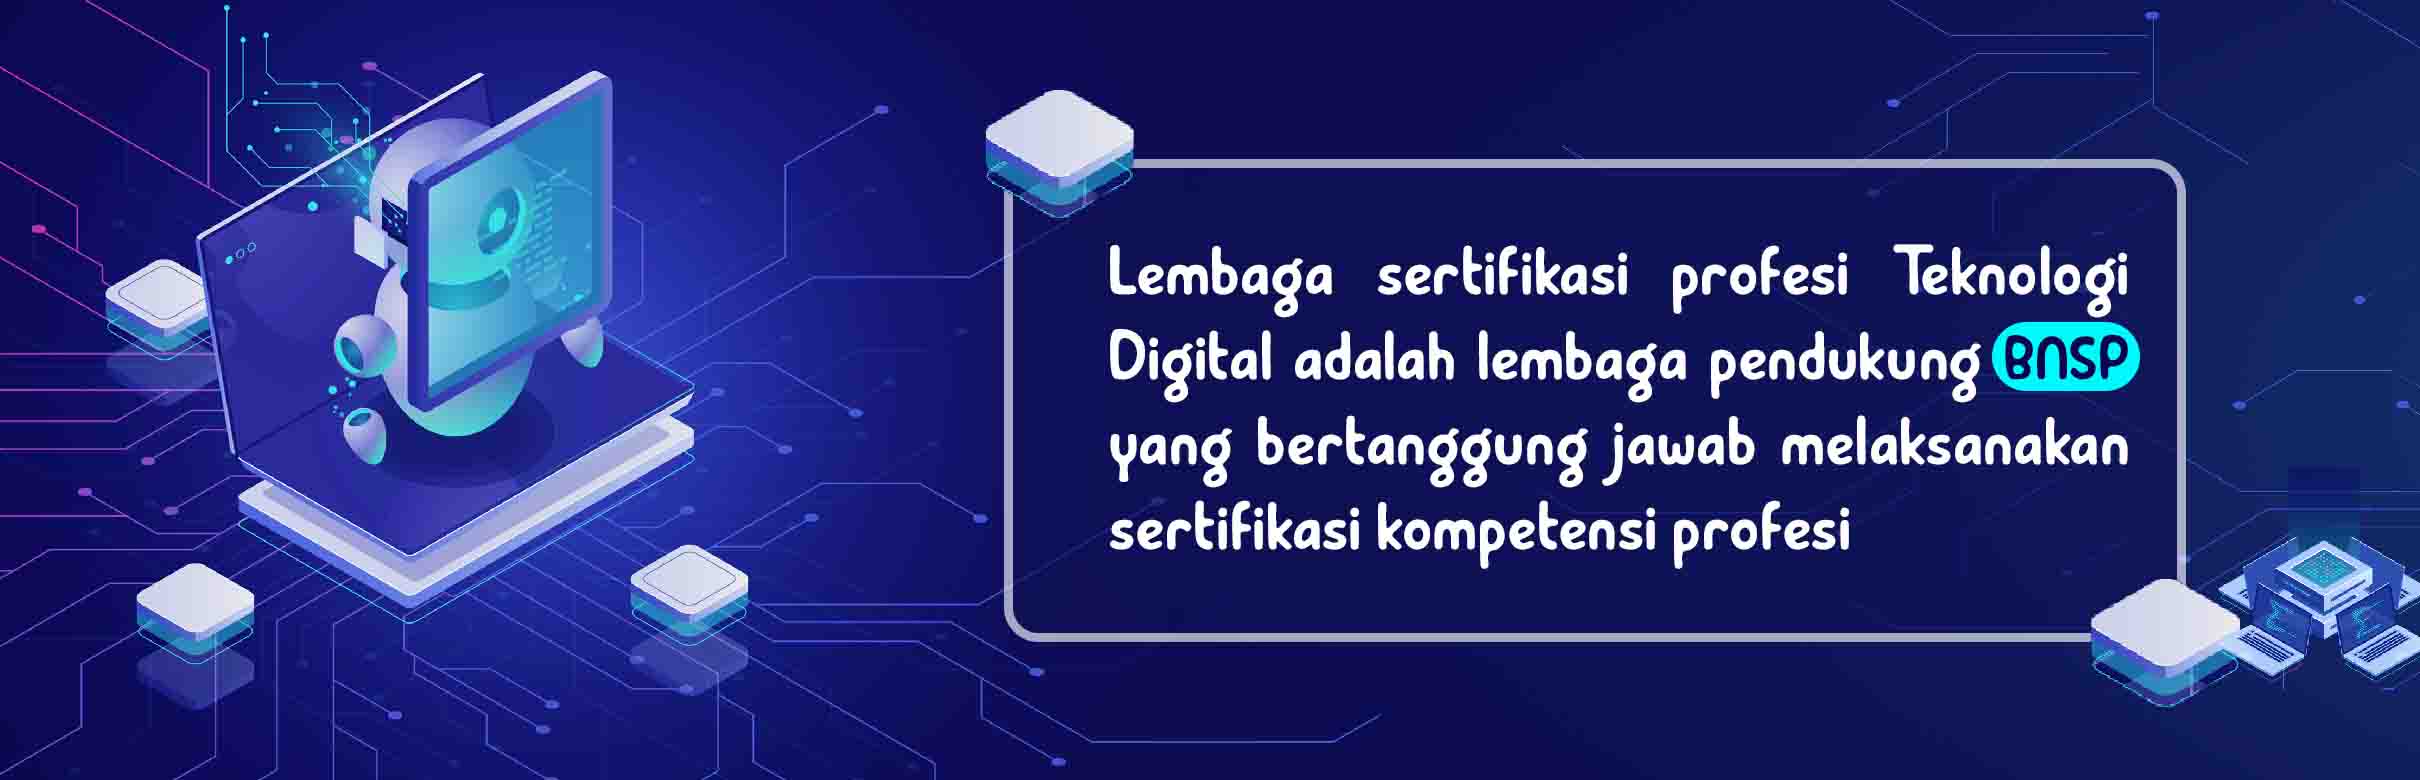 Lembaga sertifikasi profesi Teknologi
Digital adalah lembaga pendukung BNSP
yang bertanggung jawab melaksanakan
sertifikasi kompetensi profesi